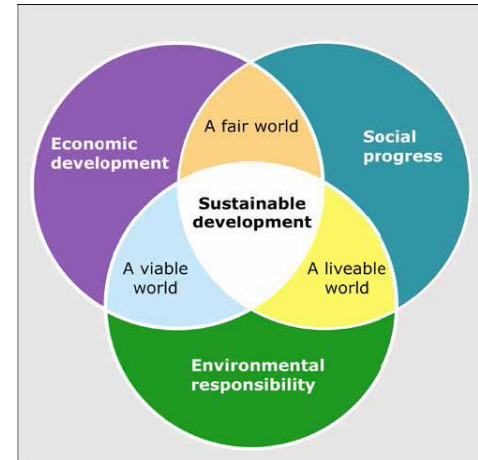 A fair world
Economic
development
Social
progress
Sustainable
development
A viable
world
A liveable
world
Environmental
responsibility